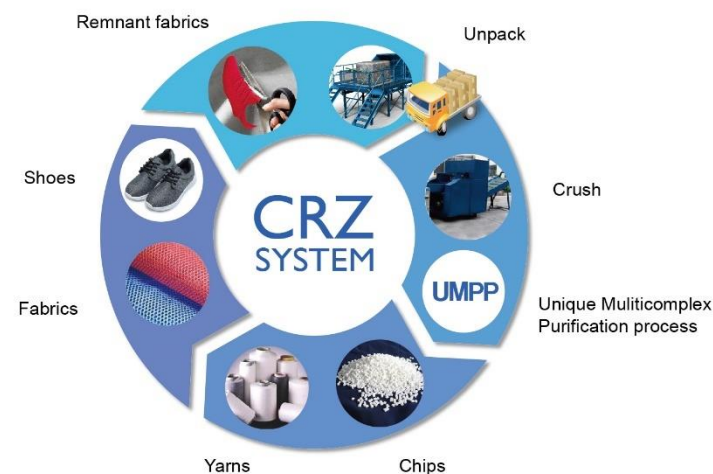 Remnant fabrics
Unpack
Shoes
CRZ
SYSTEM
Crush
UMPP
Fabrics
Unique Muliticomplex
Purification process
Yarns
Chips